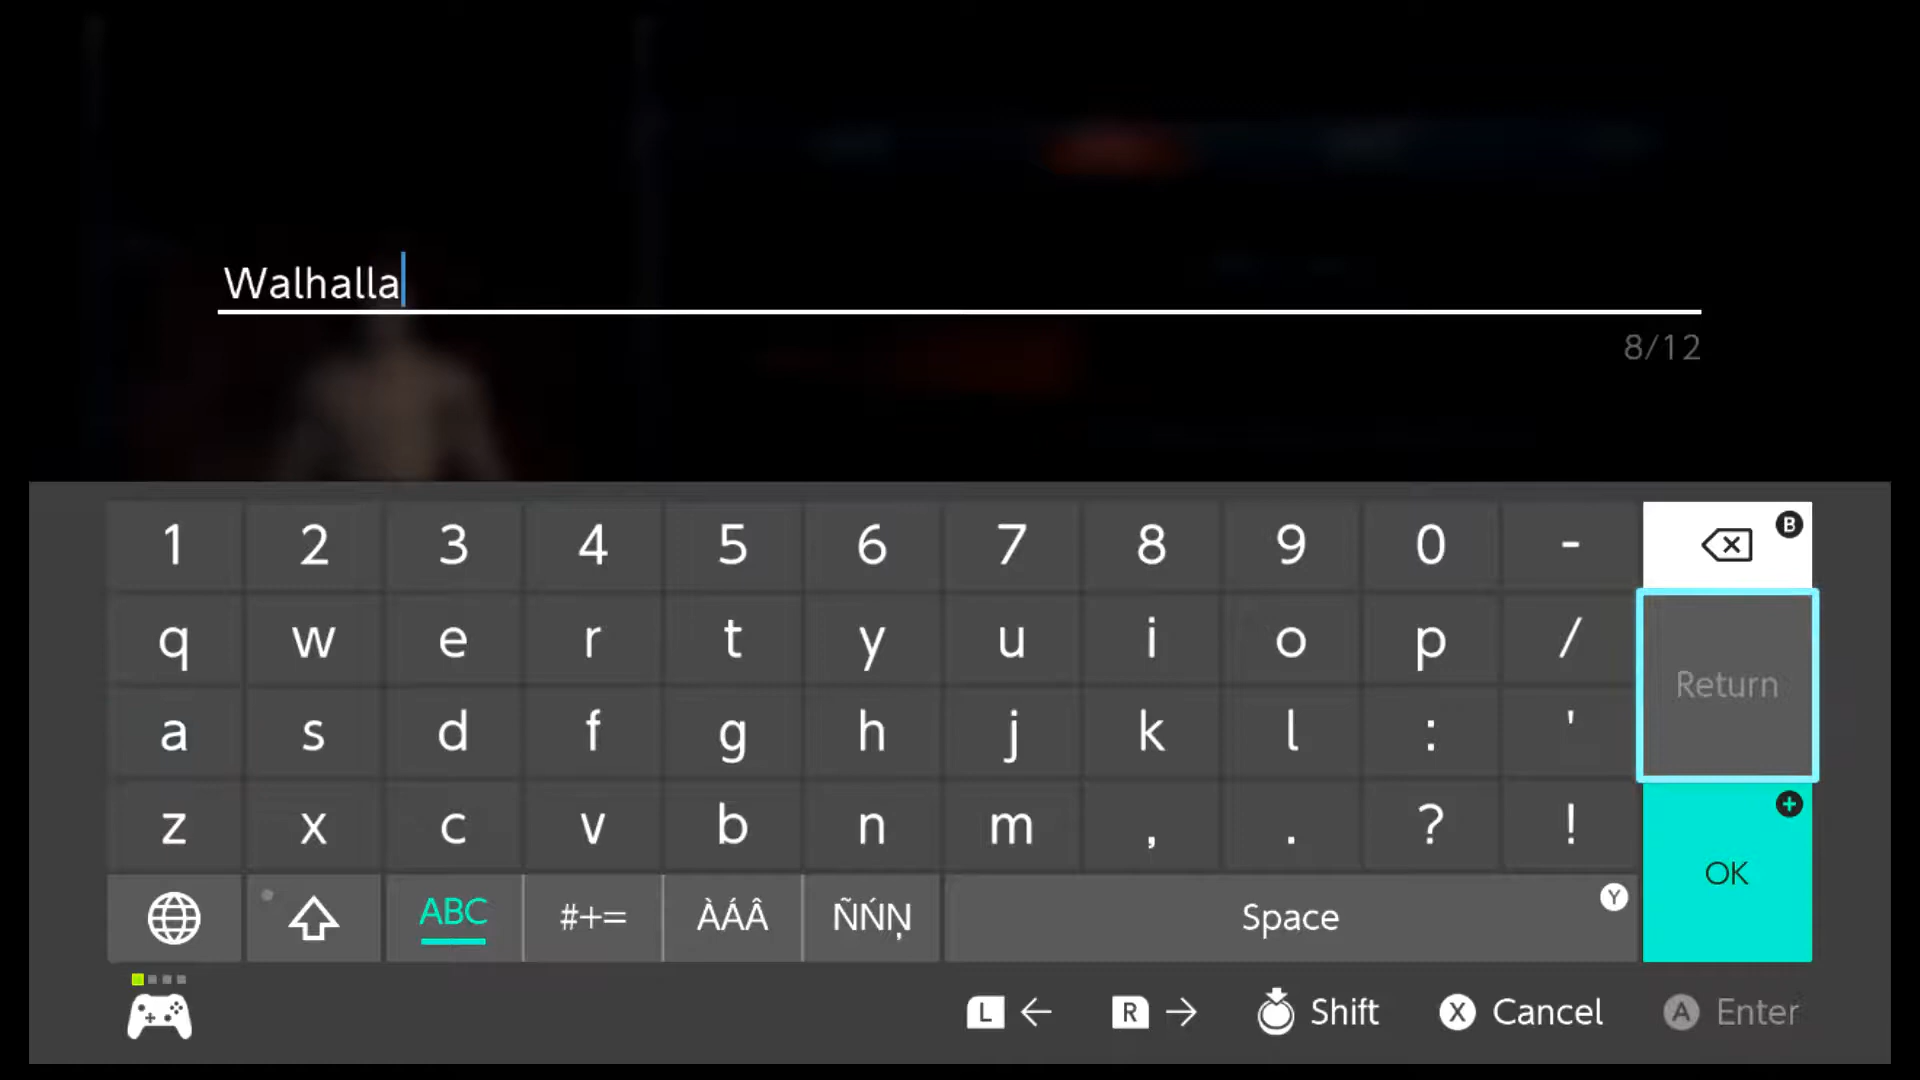 Walhalla
8/12
1 2 3 4 5 6 7 8 9 0 - B
q w e r t y u i o p / Return
a s d f g h j k l : '
z x c v b n m , . ? ! + OK
ABC #+= ÀÁÂ ÑŃŅ Space Y
L ← R → Shift X Cancel A Enter